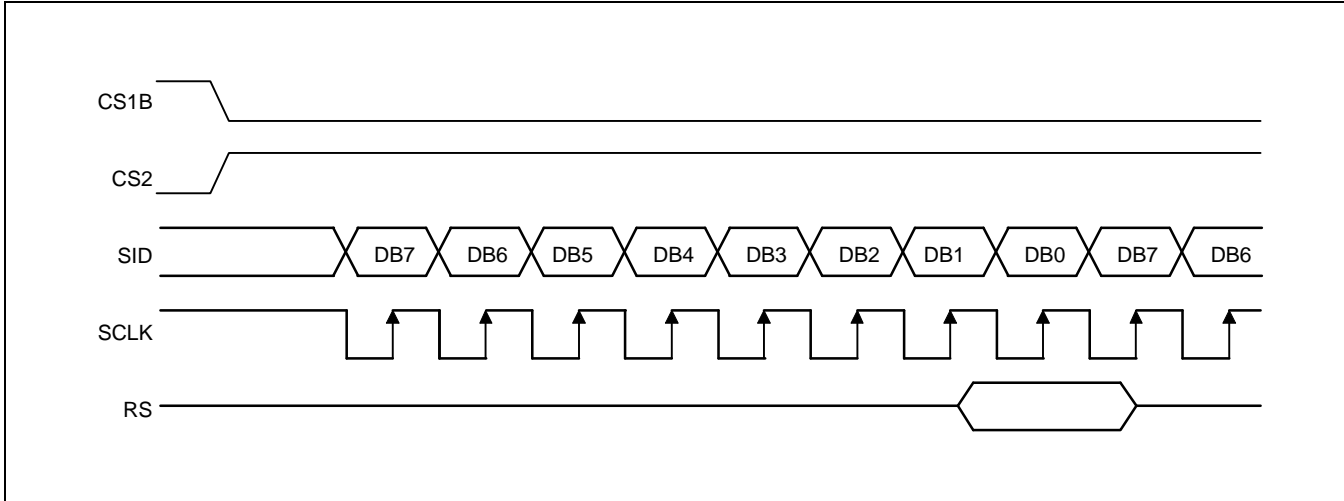 CS1B
CS2
SID DB7 DB6 DB5 DB4 DB3 DB2 DB1 DB0 DB7 DB6
SCLK
RS